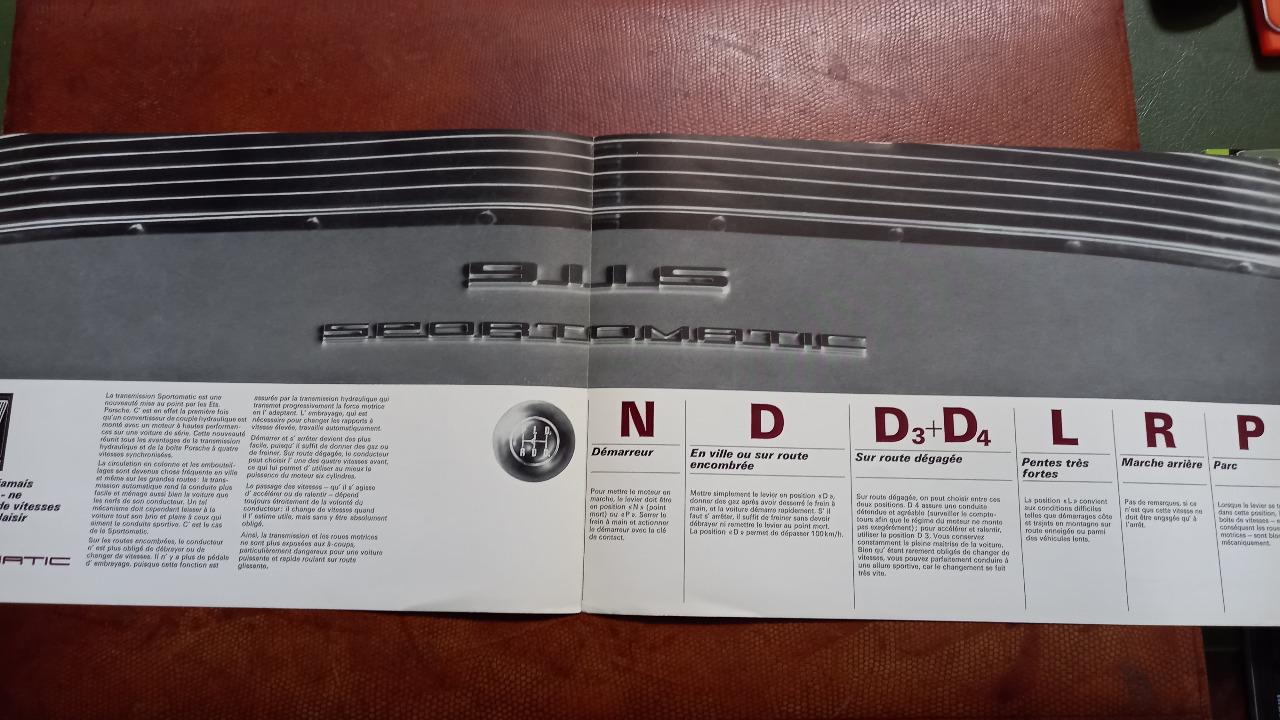 911S
SPORTOMATIC
jamais
- ne
de vitesses
plaisir
MATIC
La transmission Sportomatic est une
nouveauté mise au point par les Ets.
Porsche. C' est en effet la première fois
qu'un convertisseur de couple hydraulique est
monté avec un moteur à hautes performan-
ces sur une voiture de série. Cette nouveauté
réunit tous les avantages de la transmission
hydraulique et de la boîte Porsche à quatre
vitesses synchronisées.
La circulation en colonne et les embouteil-
lages sont devenus chose fréquente en ville
et même sur les grandes routes: la trans-
mission automatique rend la conduite plus
facile et ménage aussi bien la voiture que
les nerfs de son conducteur. Un tel
mécanisme doit cependant laisser à la
voiture tout son brio et plaire à ceux qui
aiment la conduite sportive. C' est le cas
de la Sportomatic.
Sur les routes encombrées, le conducteur
n' est plus obligé de débrayer ou de
changer de vitesses. Il n' y a plus de pédale
d' embrayage, puisque cette fonction est
assurés par la transmission hydraulique qui
transmet progressivement la force motrice
en l' adaptant. L' embrayage, qui est
nécessaire pour changer les rapports à
vitesse élevée, travaille automatiquement.
Démarrer et s' arrêter devient des plus
facile, puisqu' il suffit de donner des gaz ou
de freiner. Sur route dégagée, le conducteur
peut choisir l' une des quatre vitesses avant,
ce qui lui permet d' utiliser au mieux la
puissance du moteur six cylindres.
Le passage des vitesses – qu' il s' agisse
d' accélérer ou de ralentir – dépend
toujours étroitement de la volonté du
conducteur: il change de vitesses quand
il l' estime utile, mais sans y être absolument
obligé.
Ainsi, la transmission et les roues motrices
ne sont plus exposées aux à-coups,
particulièrement dangereux pour une voiture
puissante et rapide roulant sur route
glissante.
N
Démarreur
Pour mettre le moteur en
marche, le levier doit être
en position «N» (point
mort) ou «P». Serrer le
frein à main et actionner
le démarreur avec la clé
de contact.
D
En ville ou sur route
encombrée
Mettre simplement le levier en position «D»,
donner des gaz après avoir desserré le frein à
main, et la voiture démarre rapidement. S' il
faut s' arrêter, il suffit de freiner sans devoir
débrayer ni remettre le levier au point mort.
La position «D» permet de dépasser 100 km/h.
D3+D4
Sur route dégagée
Sur route dégagée, on peut choisir entre ces
deux positions. D 4 assure une conduite
détendue et agréable (surveiller le compte-
tours afin que le régime du moteur ne monte
pas exagérément); pour accélérer et ralentir,
utiliser la position D 3. Vous conservez
constamment la pleine maîtrise de la voiture.
Bien qu' étant rarement obligés de changer de
vitesses, vous pouvez parfaitement conduire à
une allure sportive, car le changement se fait
très vite.
L
Pentes très
fortes
La position «L» convient
aux conditions difficiles
telles que démarrages côte
et trajets en montagne sur
route enneigée ou parmi
des véhicules lents.
R
Marche arrière
Pas de remarques, si ce
n'est que cette vitesse ne
doit être engagée qu' à
l'arrêt.
P
Parc
Lorsque le levier se t
dans cette position,
boîte de vitesses –
conséquent les roues
motrices – sont bloq
mécaniquement.